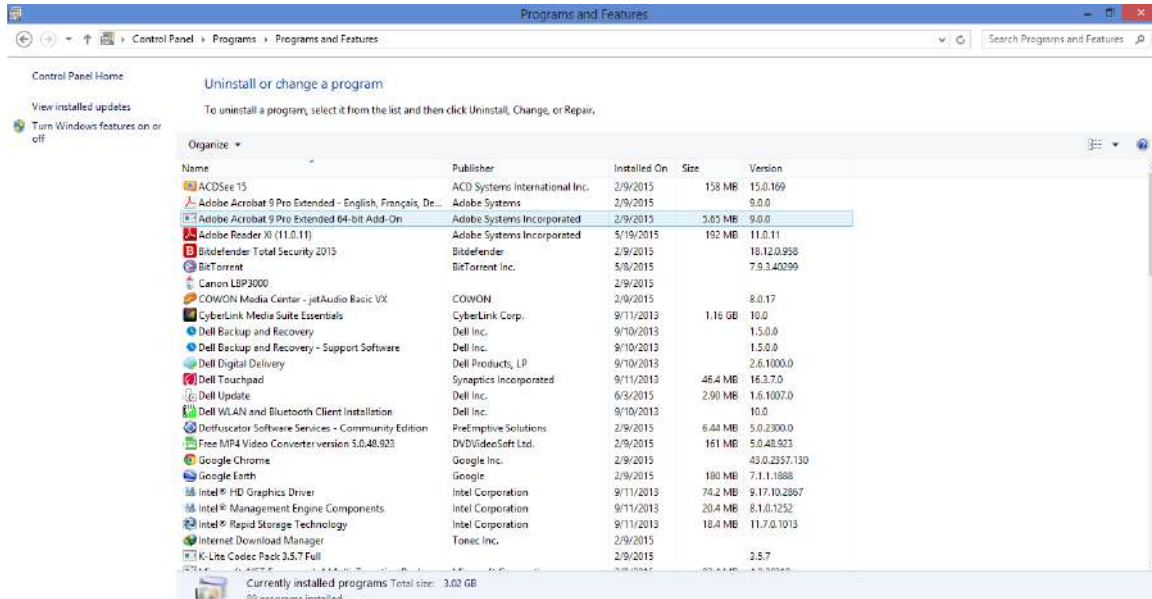 Programs and Features
Control Panel › Programs › Programs and Features
Search Programs and Features
Control Panel Home
View installed updates
Turn Windows features on or
off
Uninstall or change a program
To uninstall a program, select it from the list and then click Uninstall, Change, or Repair.
Organize
Name Publisher Installed On Size Version
ACDSee 15 ACD Systems International Inc. 2/9/2015 158 MB 15.0.169
Adobe Acrobat 9 Pro Extended - English, Français, De... Adobe Systems 2/9/2015 9.0.0
Adobe Acrobat 9 Pro Extended 64-bit Add-On Adobe Systems Incorporated 2/9/2015 5.65 MB 9.0.0
Adobe Reader XI (11.0.11) Adobe Systems Incorporated 5/19/2015 192 MB 11.0.11
Bitdefender Total Security 2015 Bitdefender 2/9/2015 18.12.0.958
BitTorrent BitTorrent Inc. 5/8/2015 7.9.3.40299
Canon LBP3000 2/9/2015
COWON Media Center - jetAudio Basic VX COWON 2/9/2015 8.0.17
CyberLink Media Suite Essentials CyberLink Corp. 9/11/2013 1.16 GB 10.0
Dell Backup and Recovery Dell Inc. 9/10/2013 1.5.0.0
Dell Backup and Recovery - Support Software Dell Inc. 9/10/2013 1.5.0.0
Dell Digital Delivery Dell Products, LP 9/10/2013 2.6.1000.0
Dell Touchpad Synaptics Incorporated 9/11/2013 46.4 MB 16.3.7.0
Dell Update Dell Inc. 6/3/2015 2.90 MB 1.6.1007.0
Dell WLAN and Bluetooth Client Installation Dell Inc. 9/10/2013 10.0
Dotfuscator Software Services - Community Edition PreEmptive Solutions 2/9/2015 6.44 MB 5.0.2300.0
Free MP4 Video Converter version 5.0.48.923 DVDVideoSoft Ltd. 2/9/2015 161 MB 5.0.48.923
Google Chrome Google Inc. 2/9/2015 43.0.2357.130
Google Earth Google 2/9/2015 180 MB 7.1.1.1888
Intel® HD Graphics Driver Intel Corporation 9/11/2013 74.2 MB 9.17.10.2867
Intel® Management Engine Components Intel Corporation 9/11/2013 20.4 MB 8.1.0.1252
Intel® Rapid Storage Technology Intel Corporation 9/11/2013 18.4 MB 11.7.0.1013
Internet Download Manager Tonec Inc. 2/9/2015
K-Lite Codec Pack 3.5.7 Full 2/9/2015 3.5.7
Currently installed programs Total size: 3.02 GB
programs installed